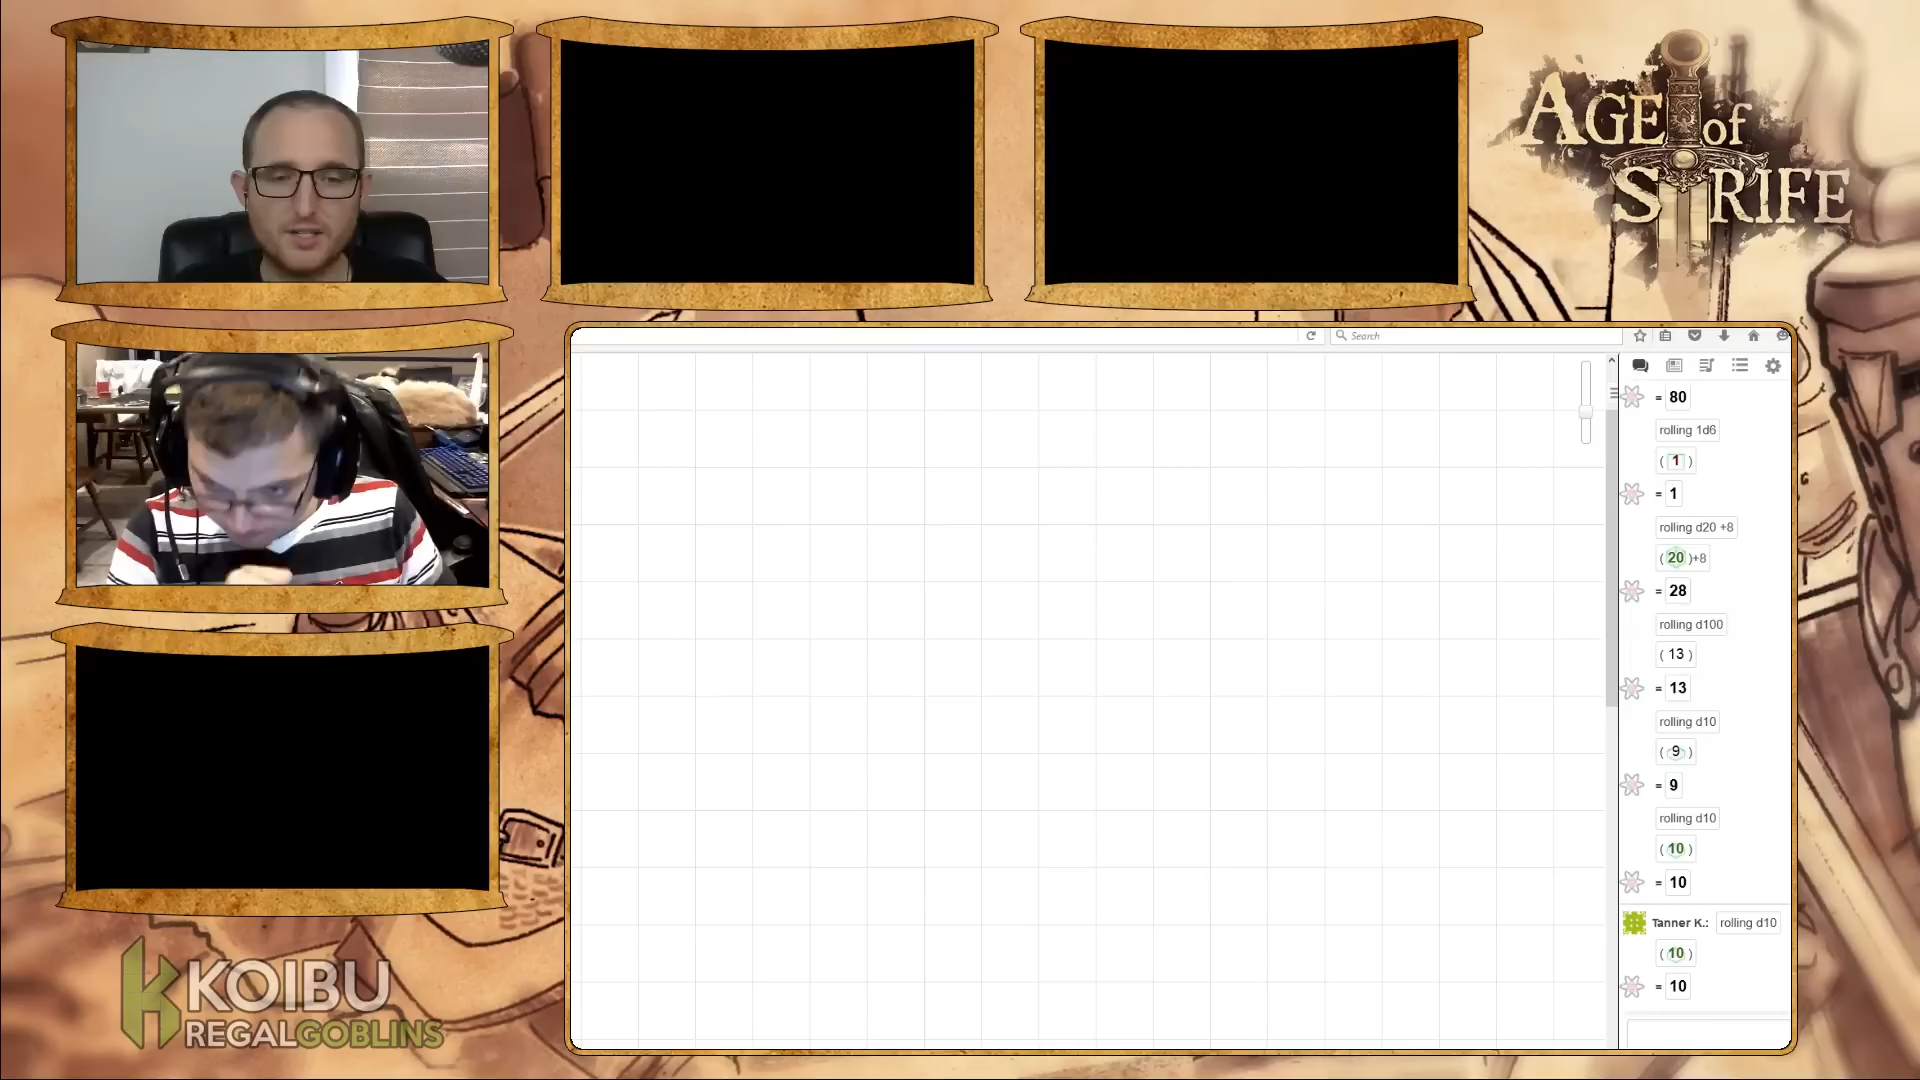 AGE of
STRIFE
Search
= 80
rolling 1d6
( 1 )
= 1
rolling d20 +8
( 20 )+8
= 28
rolling d100
( 13 )
= 13
rolling d10
( 9 )
= 9
rolling d10
( 10 )
= 10
Tanner K.: rolling d10
( 10 )
= 10
KOIBU
REGALGOBLINS